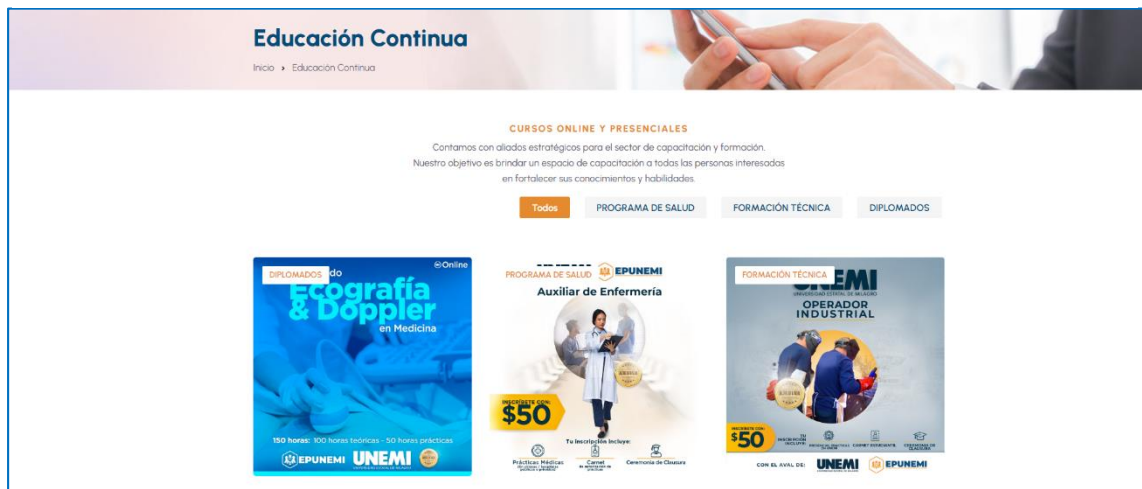 Educación Continua
Inicio › Educación Continua
CURSOS ONLINE Y PRESENCIALES
Contamos con aliados estratégicos para el sector de capacitación y formación.
Nuestro objetivo es brindar un espacio de capacitación a todas las personas interesadas
en fortalecer sus conocimientos y habilidades.
Todos
PROGRAMA DE SALUD
FORMACIÓN TÉCNICA
DIPLOMADOS
DIPLOMADOS
do
Online
Ecografía
& Doppler
en Medicina
150 horas: 100 horas teóricas - 50 horas prácticas
EPUNEMI UNEMI
PROGRAMA DE SALUD
EPUNEMI
Auxiliar de Enfermería
INSCRÍBETE CON:
$50
Tu Inscripción Incluye:
Prácticas Médicas
Carnet
Ceremonia de Clausura
FORMACIÓN TÉCNICA
UNEMI
UNIVERSIDAD ESTATAL DE MILAGRO
OPERADOR
INDUSTRIAL
INSCRÍBETE CON:
$50
TU
INSCRIPCIÓN
INCLUYE:
CON EL AVAL DE: UNEMI EPUNEMI